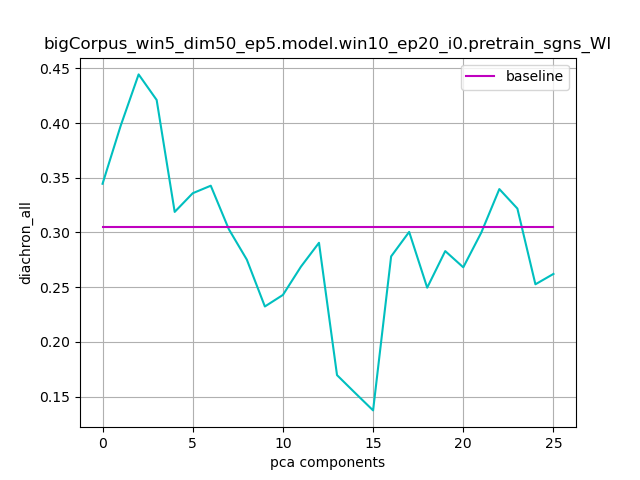 bigCorpus_win5_dim50_ep5.model.win10_ep20_i0.pretrain_sgns_WI
baseline
0.45
0.40
0.35
0.30
0.25
0.20
0.15
diachron_all
0 5 10 15 20 25
pca components